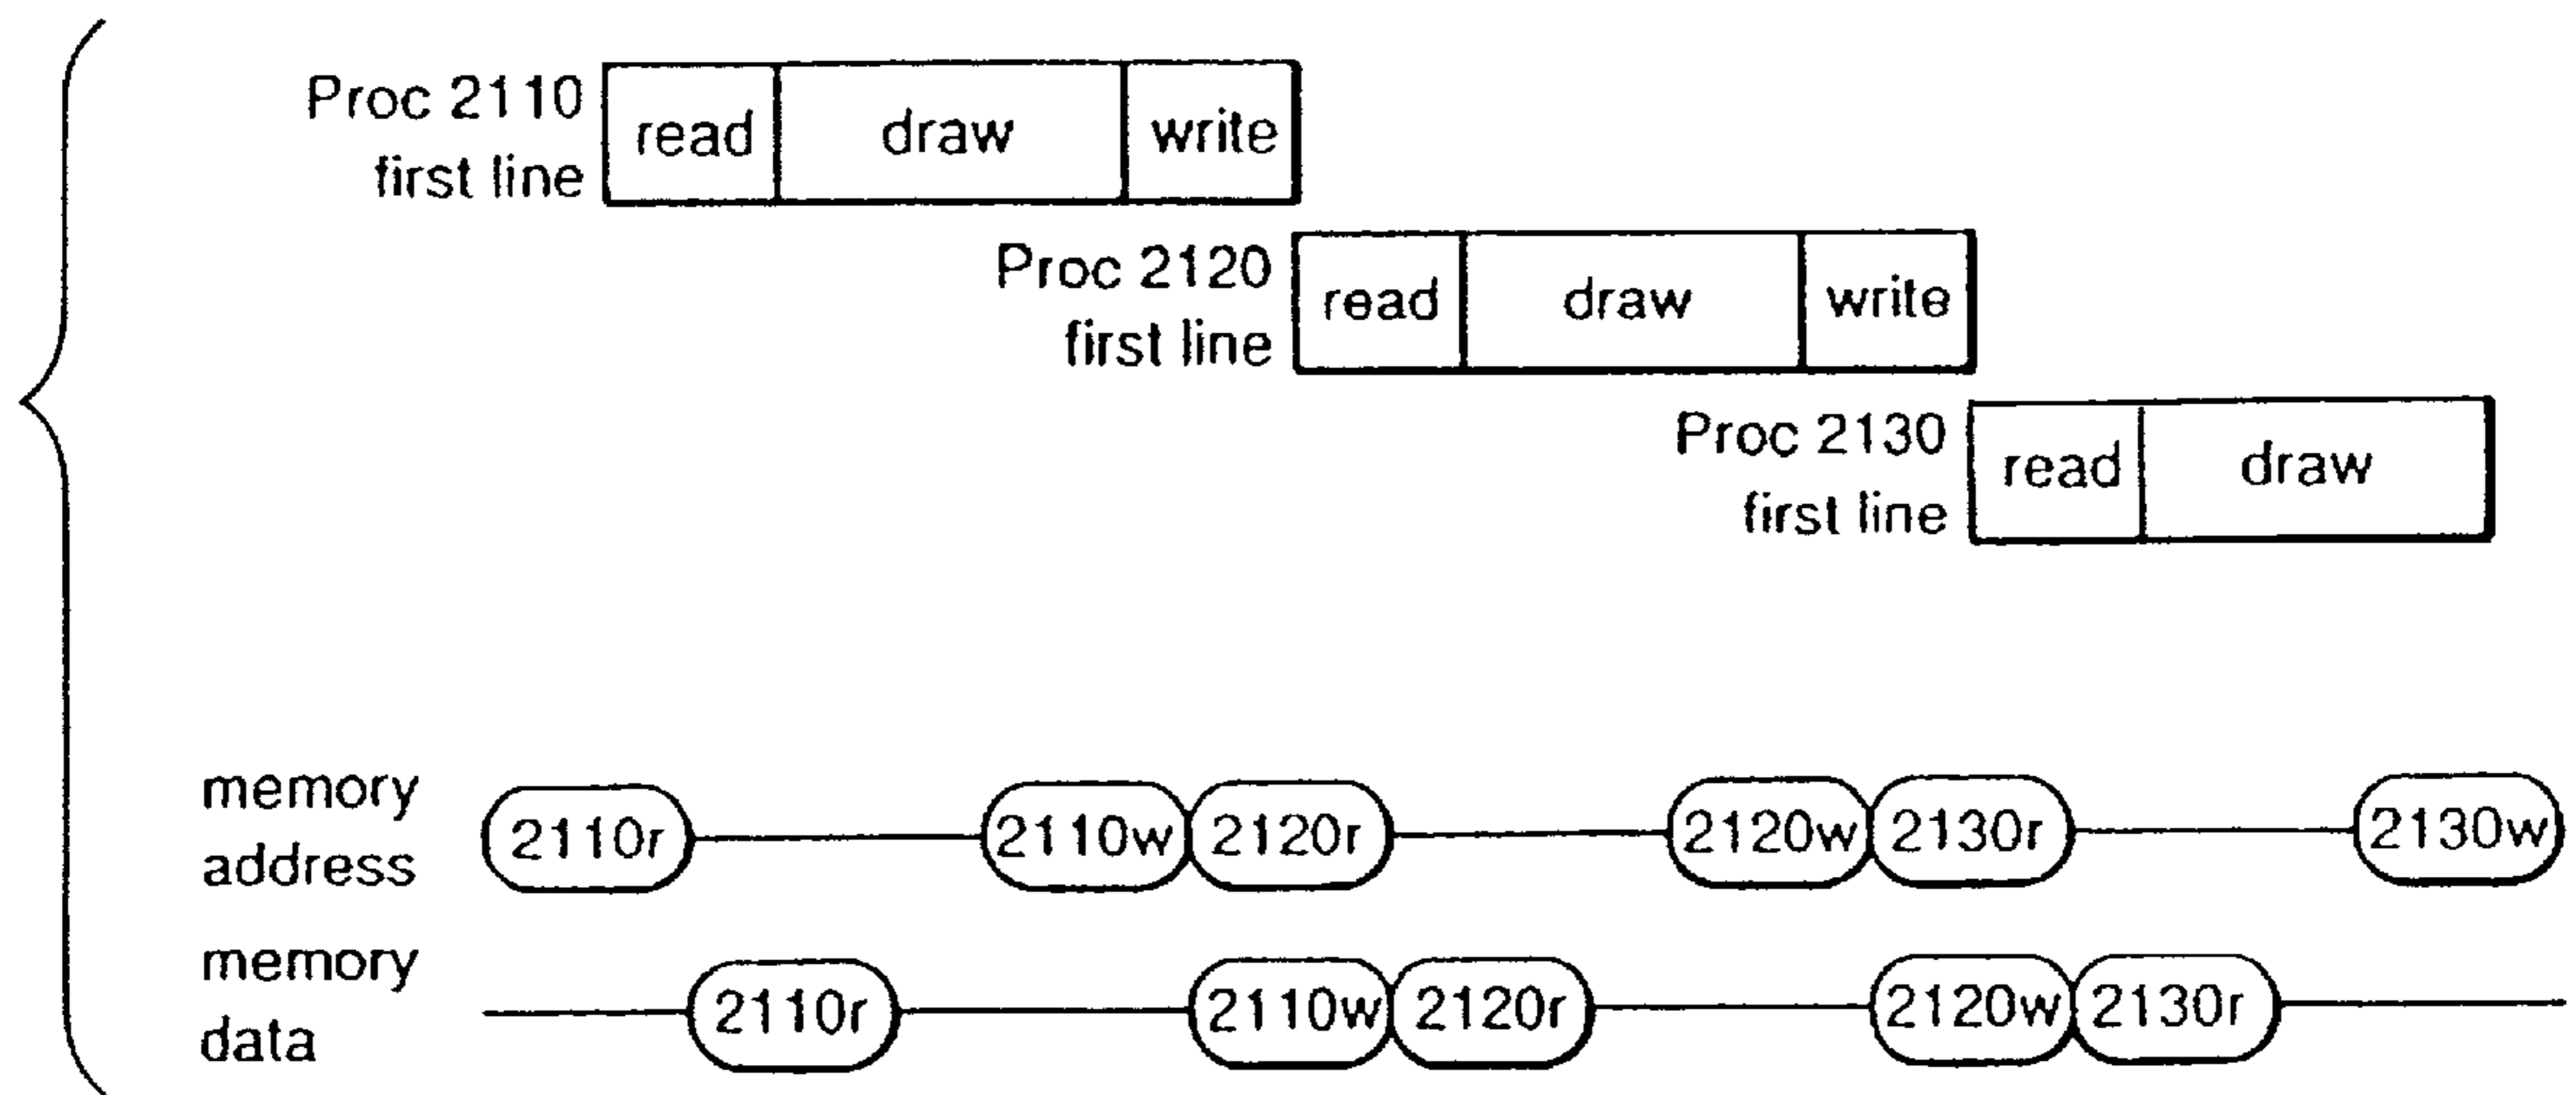 Proc 2110
first line
read draw write
Proc 2120
first line
read draw write
Proc 2130
first line
read draw
memory
address
2110r 2110w 2120r 2120w 2130r 2130w
memory
data
2110r 2110w 2120r 2120w 2130r